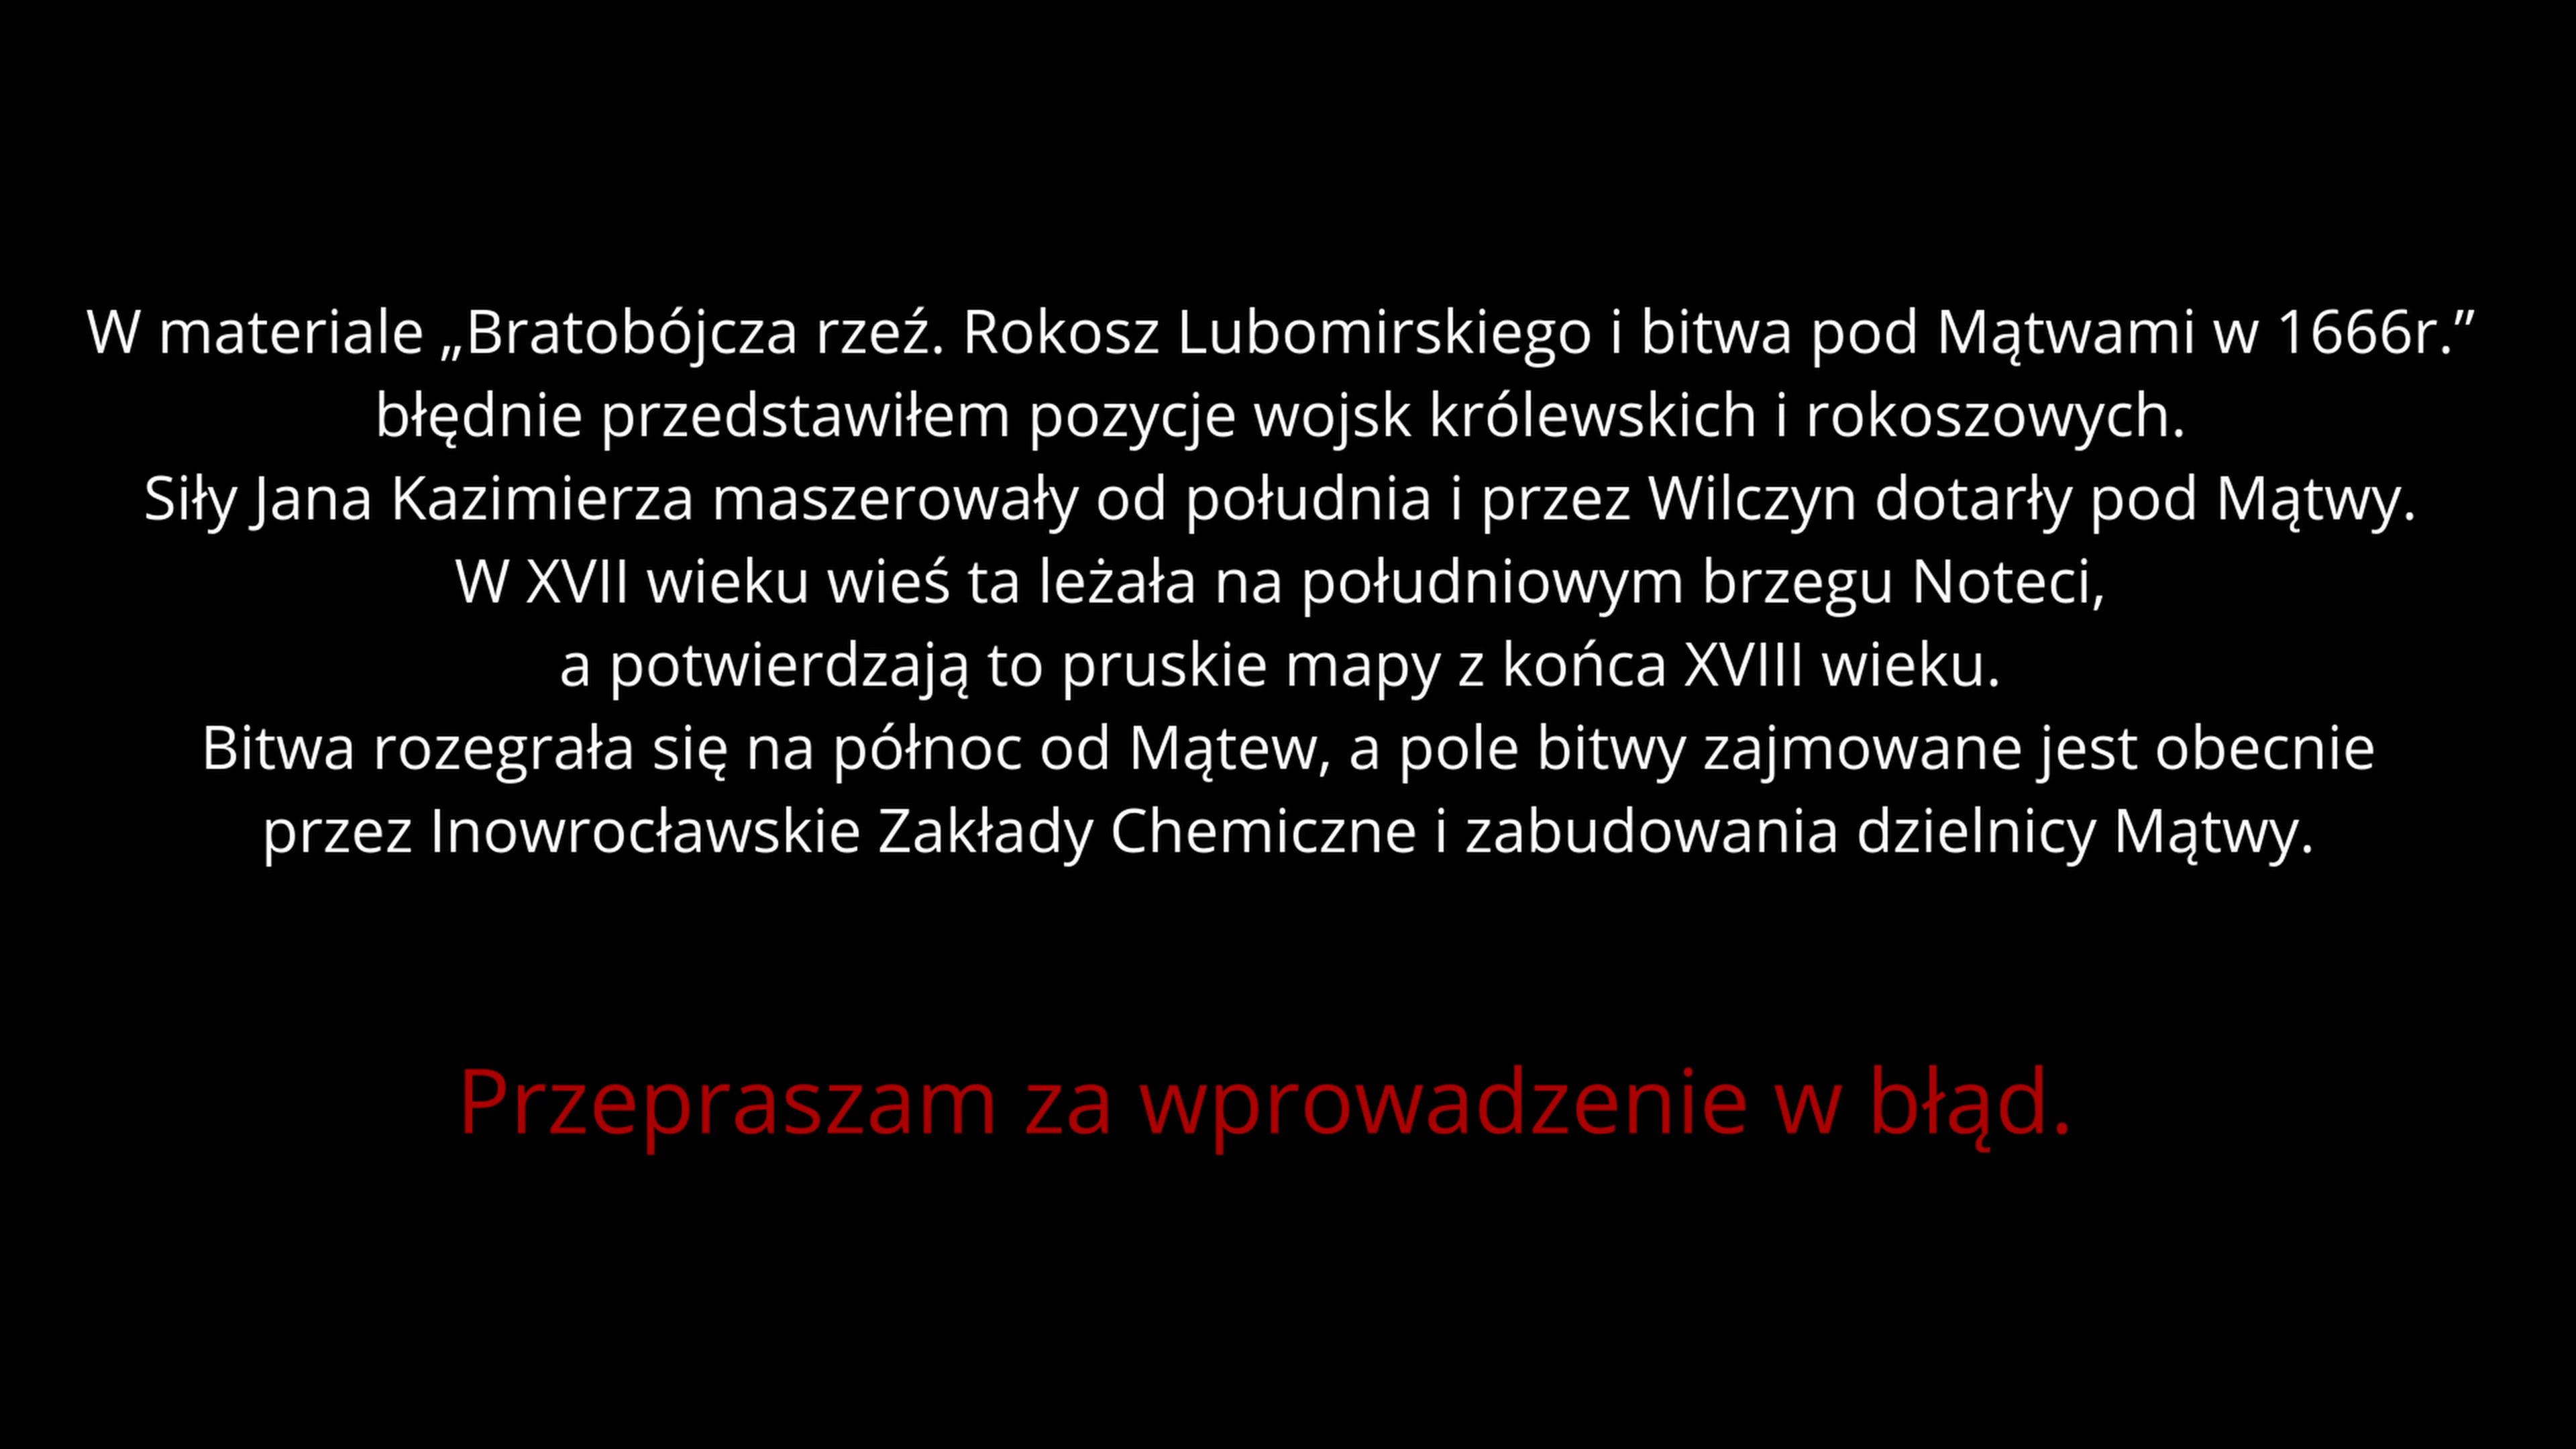 W materiale „Bratobójcza rzeź. Rokosz Lubomirskiego i bitwa pod Mątwami w 1666r.”
błędnie przedstawiłem pozycje wojsk królewskich i rokoszowych.
Siły Jana Kazimierza maszerowały od południa i przez Wilczyn dotarły pod Mątwy.
W XVII wieku wieś ta leżała na południowym brzegu Noteci,
a potwierdzają to pruskie mapy z końca XVIII wieku.
Bitwa rozegrała się na północ od Mątew, a pole bitwy zajmowane jest obecnie
przez Inowrocławskie Zakłady Chemiczne i zabudowania dzielnicy Mątwy.
Przepraszam za wprowadzenie w błąd.